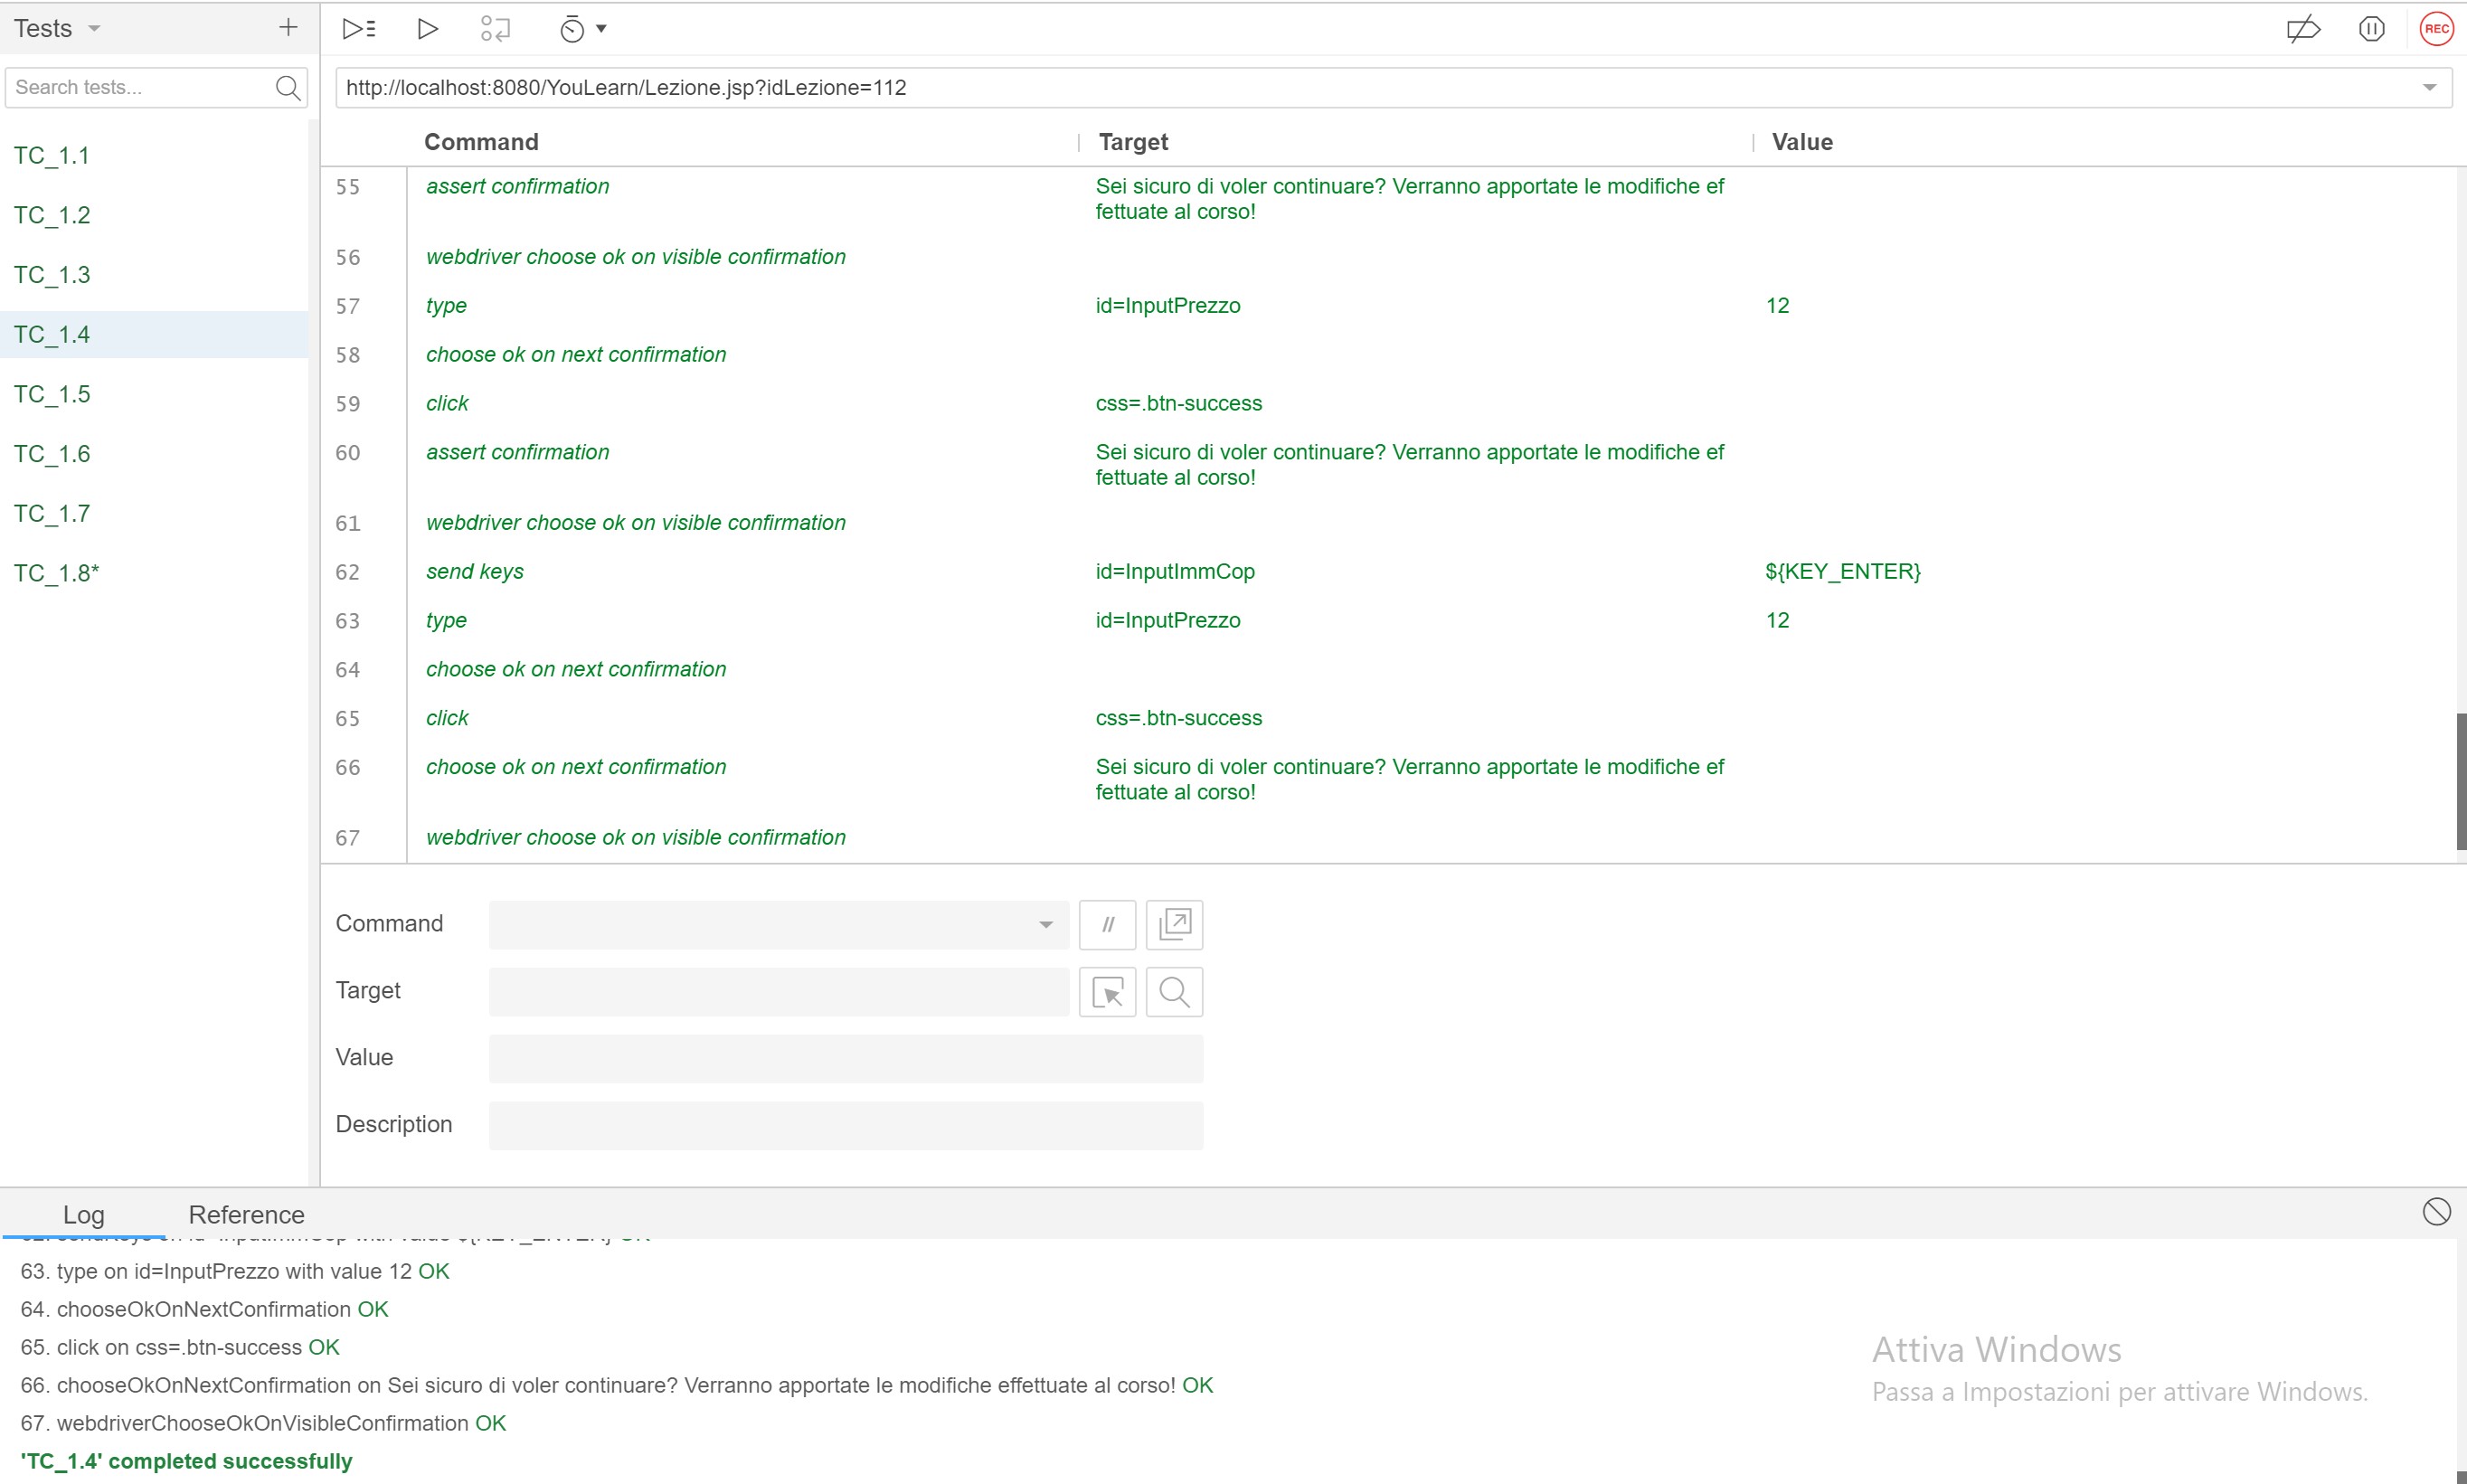 Tests
REC
Search tests...
http://localhost:8080/YouLearn/Lezione.jsp?idLezione=112
TC_1.1
TC_1.2
TC_1.3
TC_1.4
TC_1.5
TC_1.6
TC_1.7
TC_1.8*
Command Target Value
55 assert confirmation Sei sicuro di voler continuare? Verranno apportate le modifiche ef
fettuate al corso!
56 webdriver choose ok on visible confirmation
57 type id=InputPrezzo 12
58 choose ok on next confirmation
59 click css=.btn-success
60 assert confirmation Sei sicuro di voler continuare? Verranno apportate le modifiche ef
fettuate al corso!
61 webdriver choose ok on visible confirmation
62 send keys id=InputImmCop ${KEY_ENTER}
63 type id=InputPrezzo 12
64 choose ok on next confirmation
65 click css=.btn-success
66 choose ok on next confirmation Sei sicuro di voler continuare? Verranno apportate le modifiche ef
fettuate al corso!
67 webdriver choose ok on visible confirmation
Command //
Target
Value
Description
Log Reference
63. type on id=InputPrezzo with value 12 OK
64. chooseOkOnNextConfirmation OK
65. click on css=.btn-success OK
66. chooseOkOnNextConfirmation on Sei sicuro di voler continuare? Verranno apportate le modifiche effettuate al corso! OK
67. webdriverChooseOkOnVisibleConfirmation OK
'TC_1.4' completed successfully
Attiva Windows
Passa a Impostazioni per attivare Windows.